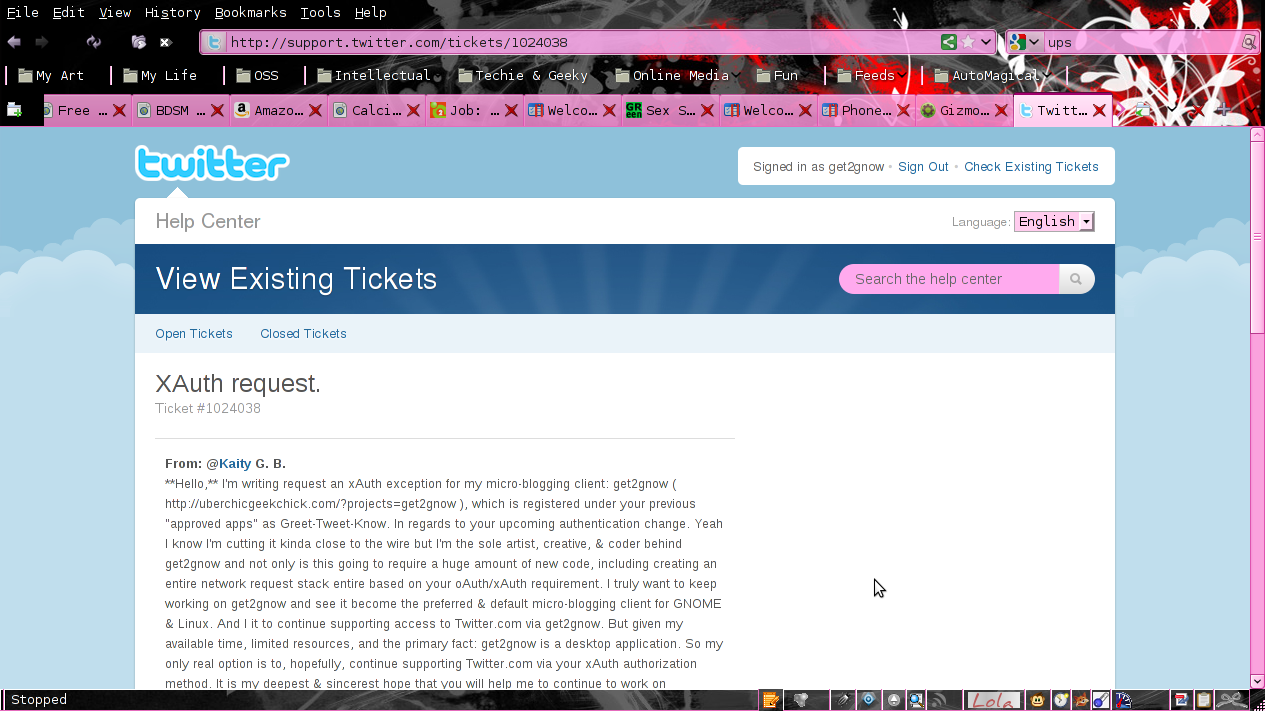 File Edit View History Bookmarks Tools Help
http://support.twitter.com/tickets/1024038 ups
My Art My Life OSS Intellectual Techie & Geeky Online Media Fun Feeds AutoMagical
Free ... BDSM ... Amazo... Calci... Job: ... Welco... Sex S... Welco... Phone... Gizmo... Twitt...
twitter
Signed in as get2gnow • Sign Out • Check Existing Tickets
Help Center
Language: English
View Existing Tickets
Search the help center
Open Tickets Closed Tickets
XAuth request.
Ticket #1024038
From: @Kaity G. B.
**Hello,** I'm writing request an xAuth exception for my micro-blogging client: get2gnow (
http://uberchicgeekchick.com/?projects=get2gnow ), which is registered under your previous
"approved apps" as Greet-Tweet-Know. In regards to your upcoming authentication change. Yeah
I know I'm cutting it kinda close to the wire but I'm the sole artist, creative, & coder behind
get2gnow and not only is this going to require a huge amount of new code, including creating an
entire network request stack entire based on your oAuth/xAuth requirement. I truly want to keep
working on get2gnow and see it become the preferred & default micro-blogging client for GNOME
& Linux. And I it to continue supporting access to Twitter.com via get2gnow. But given my
available time, limited resources, and the primary fact: get2gnow is a desktop application. So my
only real option is to, hopefully, continue supporting Twitter.com via your xAuth authorization
method. It is my deepest & sincerest hope that you will help me to continue to work on
Stopped
Lola